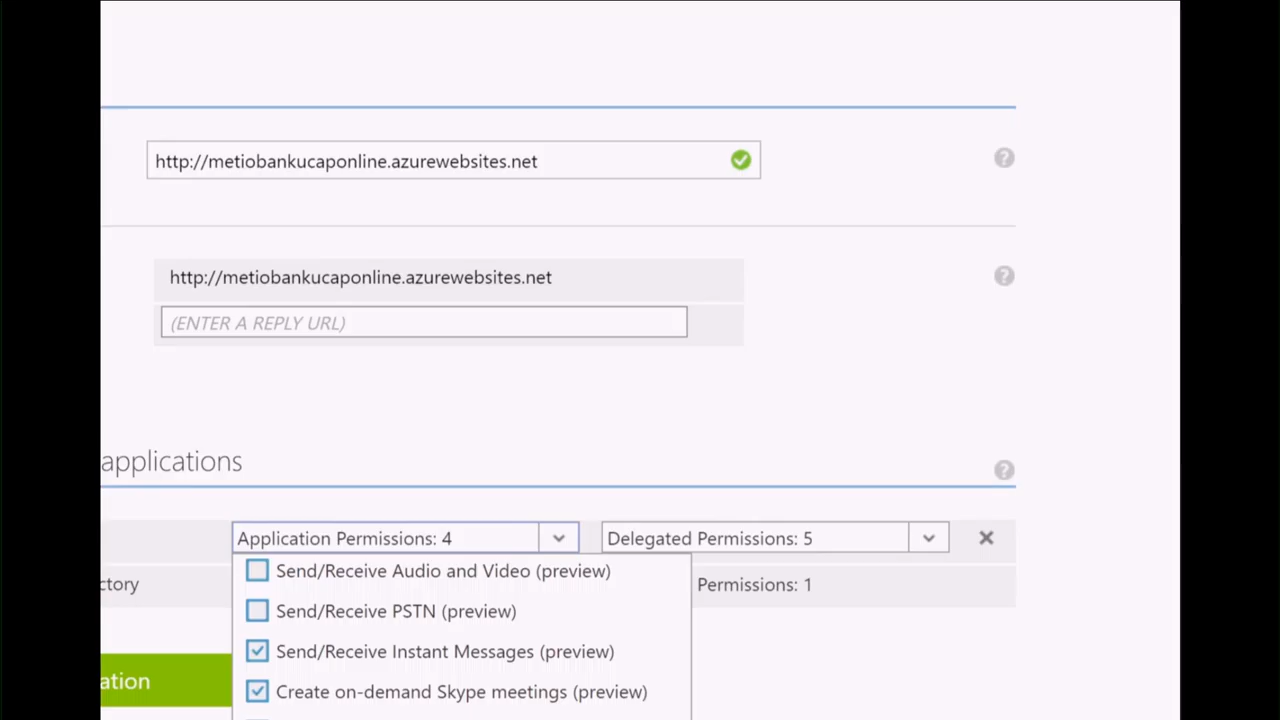 http://metiobankucaponline.azurewebsites.net
http://metiobankucaponline.azurewebsites.net
(ENTER A REPLY URL)
applications
Application Permissions: 4
Delegated Permissions: 5
Send/Receive Audio and Video (preview)
ctory
Permissions: 1
Send/Receive PSTN (preview)
Send/Receive Instant Messages (preview)
ation
Create on-demand Skype meetings (preview)